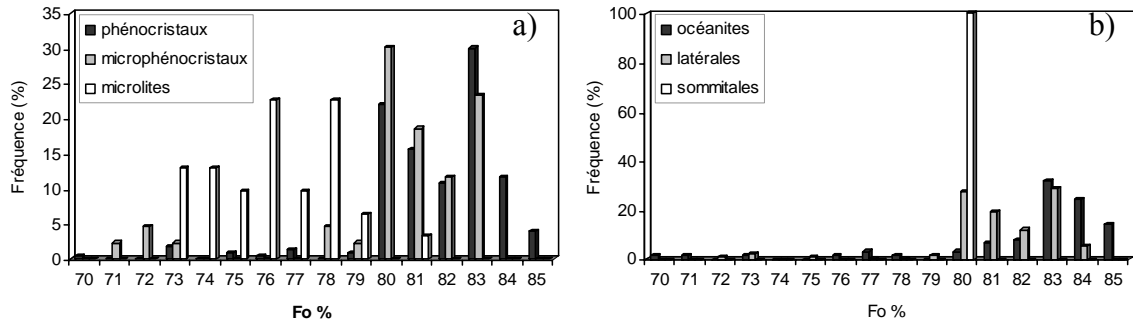 a)
phénocristaux
microphénocristaux
microlites
Fréquence (%)
35
30
25
20
15
10
5
0
70 71 72 73 74 75 76 77 78 79 80 81 82 83 84 85
Fo %
b)
océanites
latérales
sommitales
Fréquence (%)
100
80
60
40
20
0
70 71 72 73 74 75 76 77 78 79 80 81 82 83 84 85
Fo %